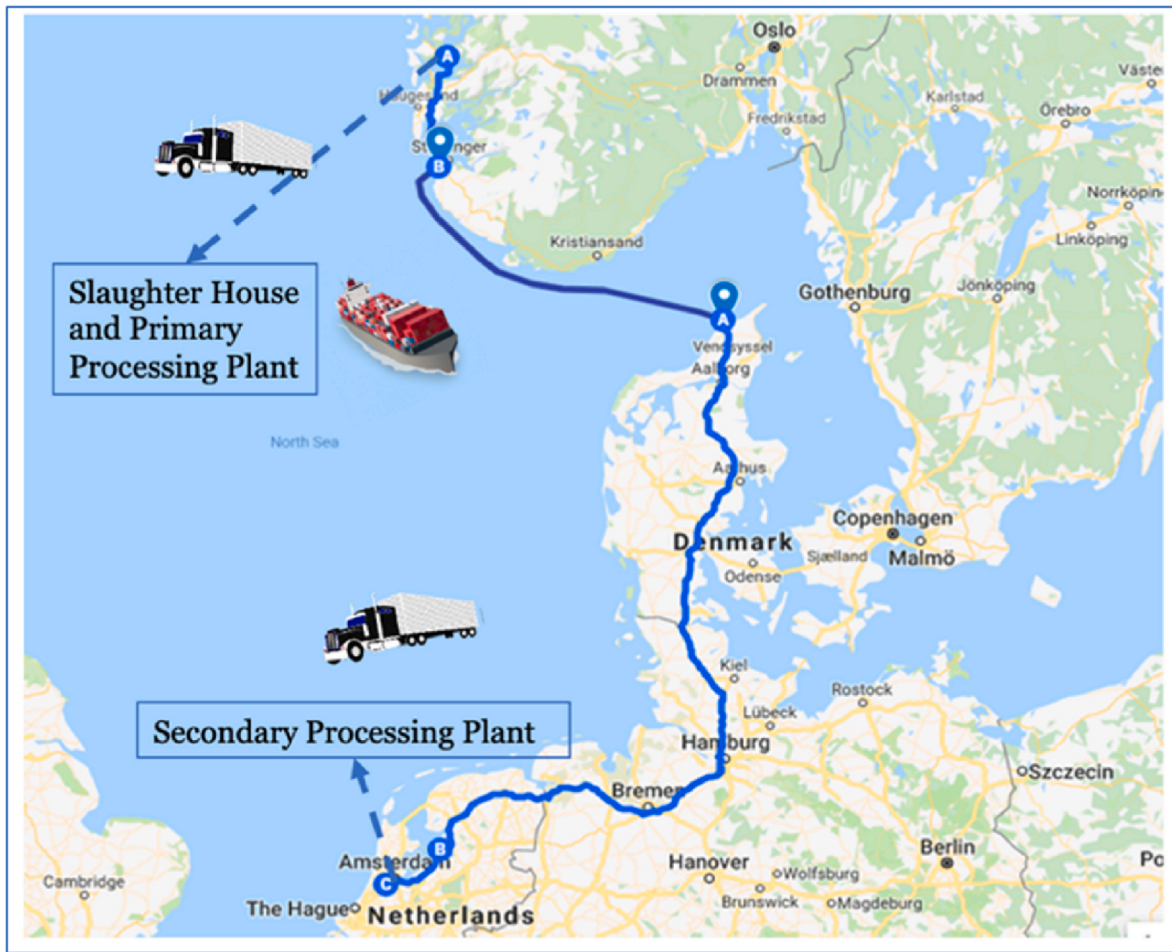 Oslo
A
Drammen
Väste
Haugesund
Karlstad
Örebro
Fredrikstad
B
Norrköping
Kristiansand
Linköping
Slaughter House
and Primary
Processing Plant
Jönköping
Gothenburg
A
Vendsyssel
Aalborg
North Sea
Aarhus
Copenhagen
Denmark
Malmö
Sjælland
Odense
Kiel
Rostock
Lübeck
Secondary Processing Plant
Hamburg
Szczecin
Bremen
B
Amsterdam
Berlin
Hanover
Po
C
Wolfsburg
Cambridge
Brunswick
Magdeburg
The Hague
Netherlands